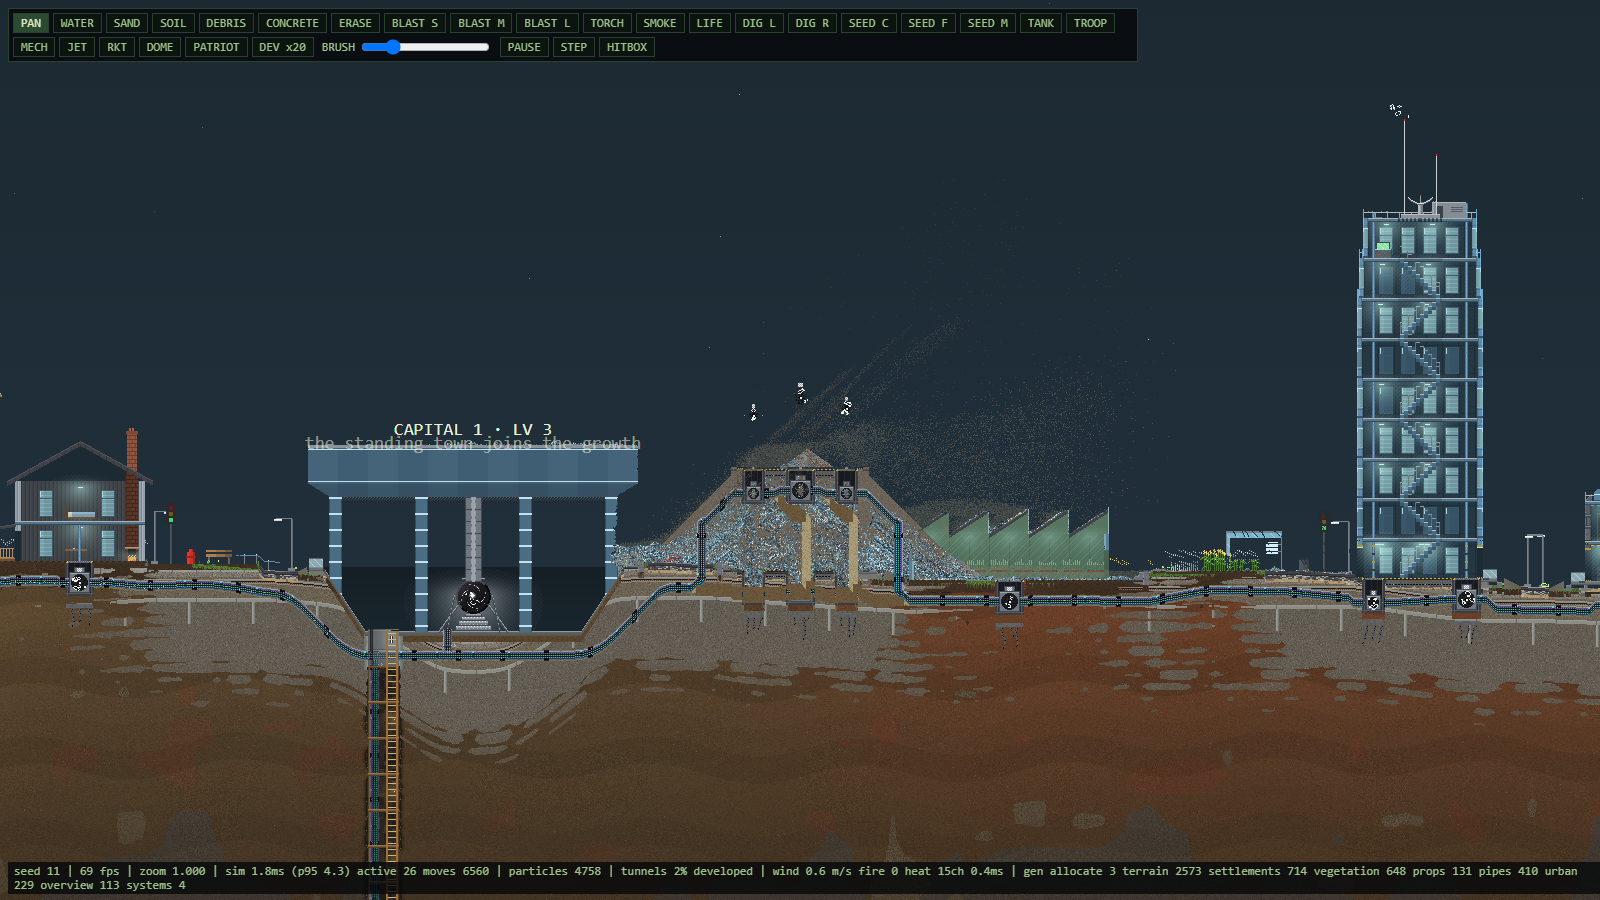 PAN WATER SAND SOIL DEBRIS CONCRETE ERASE BLAST S BLAST M BLAST L TORCH SMOKE LIFE DIG L DIG R SEED C SEED F SEED M TANK TROOP
MECH JET RKT DOME PATRIOT DEV x20 BRUSH PAUSE STEP HITBOX
CAPITAL 1 · LV 3
the standing town joins the growth
seed 11 | 69 fps | zoom 1.000 | sim 1.8ms (p95 4.3) active 26 moves 6560 | particles 4758 | tunnels 2% developed | wind 0.6 m/s fire 0 heat 15ch 0.4ms | gen allocate 3 terrain 2573 settlements 714 vegetation 648 props 131 pipes 410 urban
229 overview 113 systems 4